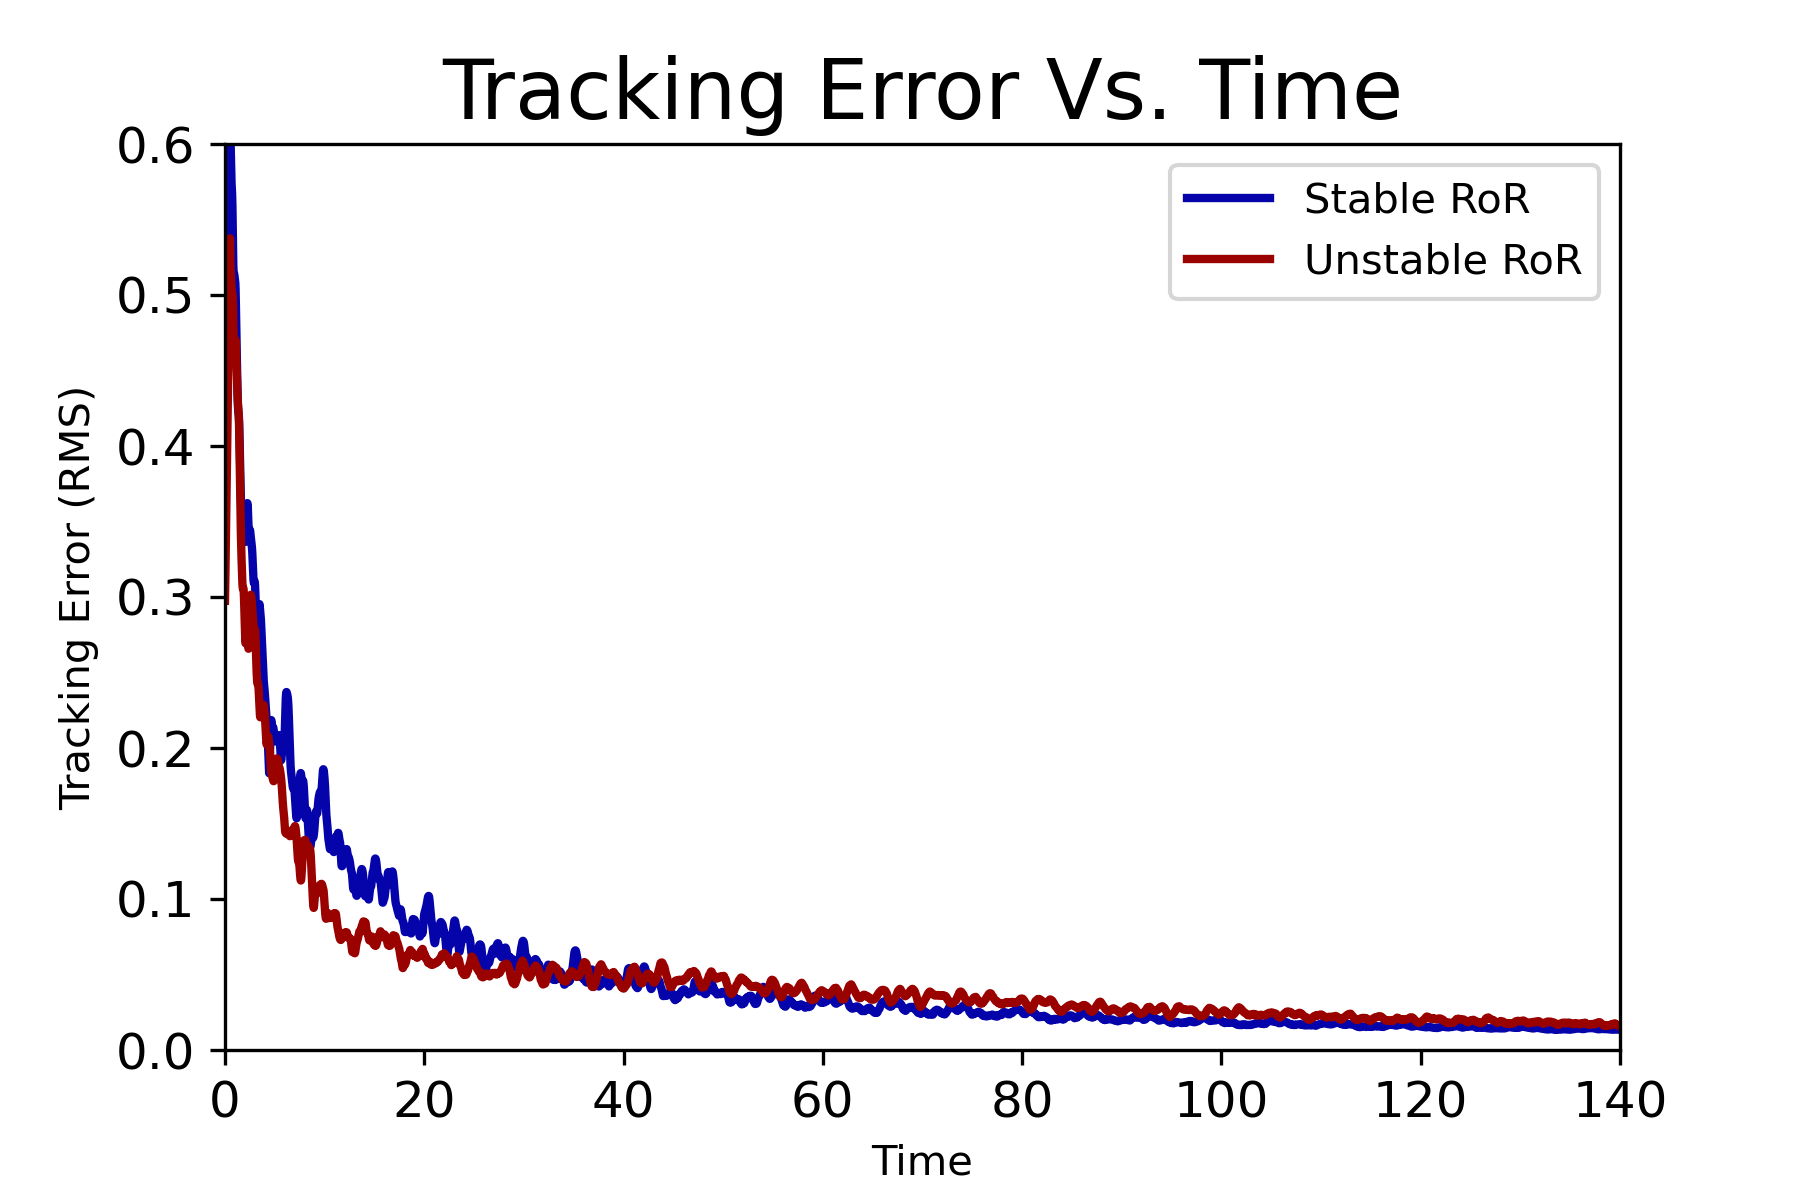 Tracking Error Vs. Time
0.6
0.5
0.4
0.3
0.2
0.1
0.0
Tracking Error (RMS)
Stable RoR
Unstable RoR
0 20 40 60 80 100 120 140
Time